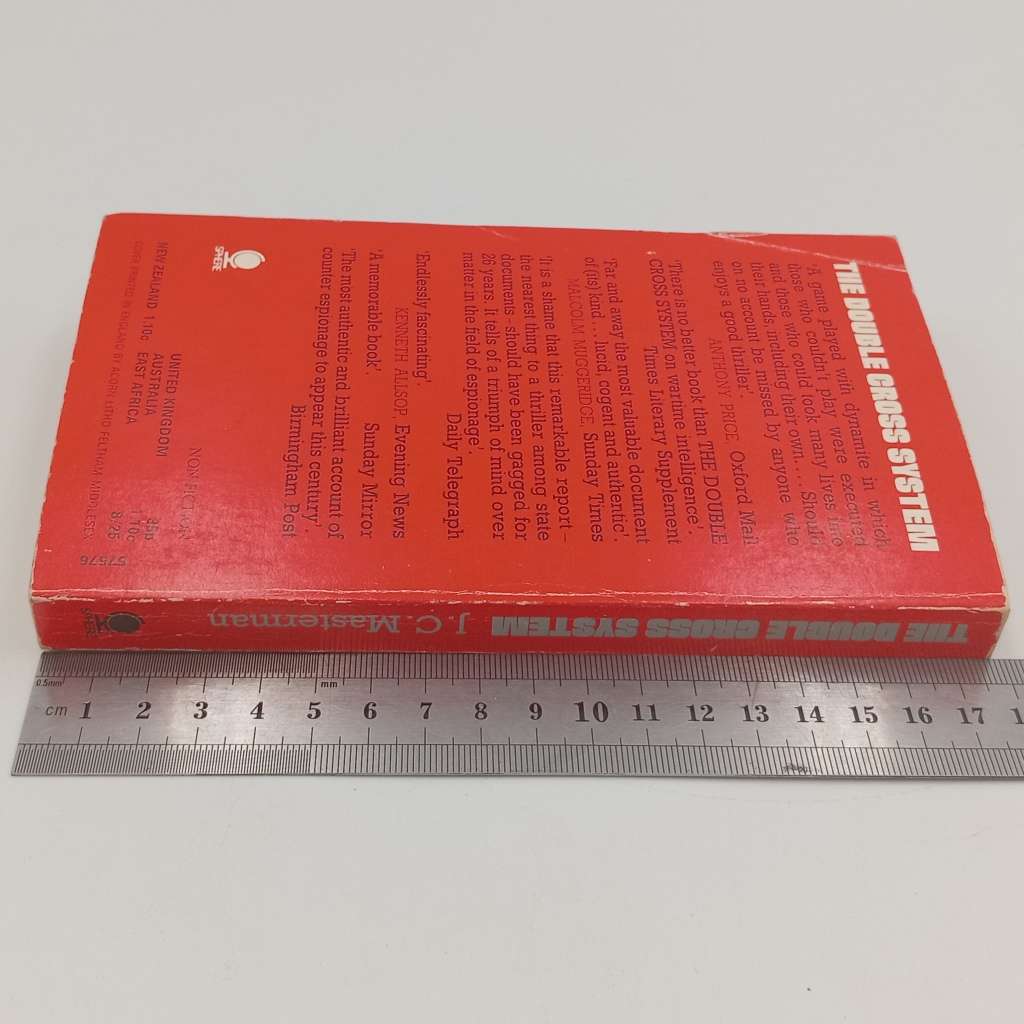 THE DOUBLE CROSS SYSTEM
'A game played with dynamite in which
those who couldn't play were executed
and those who could took many lives into
their hands, including their own... Should
on no account be missed by anyone who
enjoys a good thriller'.
ANTHONY PRICE, Oxford Mail
'There is no better book than THE DOUBLE
CROSS SYSTEM on wartime intelligence'.
Times Literary Supplement
'Far and away the most valuable document
of (its) kind... lucid, cogent and authentic'.
MALCOLM MUGGERIDGE, Sunday Times
'It is a shame that this remarkable report –
the nearest thing to a thriller among state
documents - should have been gagged for
26 years. It tells of a triumph of mind over
matter in the field of espionage'.
Daily Telegraph
'Endlessly fascinating'.
KENNETH ALLSOP, Evening News
'A memorable book'.
Sunday Mirror
'The most authentic and brilliant account of
counter espionage to appear this century'.
Birmingham Post
SPHERE
NON FICTION
UNITED KINGDOM 35p
AUSTRALIA 1.10c
NEW ZEALAND 1.10c EAST AFRICA 8/25
COVER PRINTED IN ENGLAND BY ACORN LITHO FELTHAM MIDDLESEX
57576
THE DOUBLE CROSS SYSTEM J. C. Masterman SPHERE
0.5mm mm
cm 1 2 3 4 5 6 7 8 9 10 11 12 13 14 15 16 17